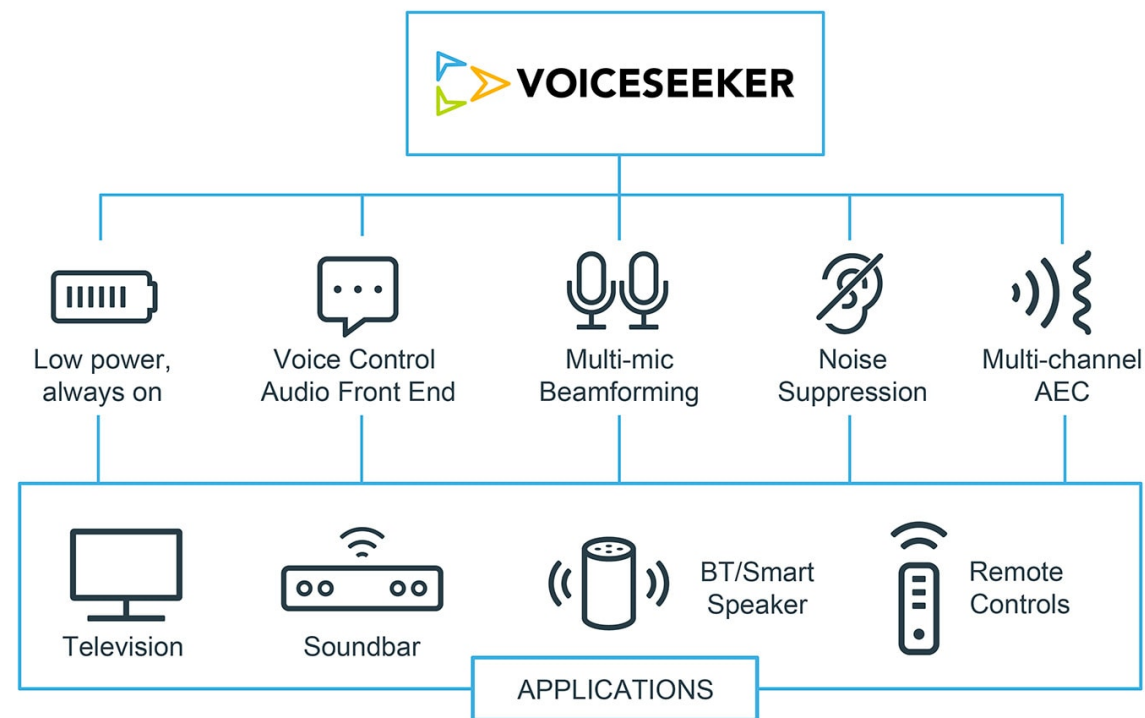 VOICESEEKER
Low power,
always on
Voice Control
Audio Front End
Multi-mic
Beamforming
Noise
Suppression
Multi-channel
AEC
Television
Soundbar
BT/Smart
Speaker
Remote
Controls
APPLICATIONS